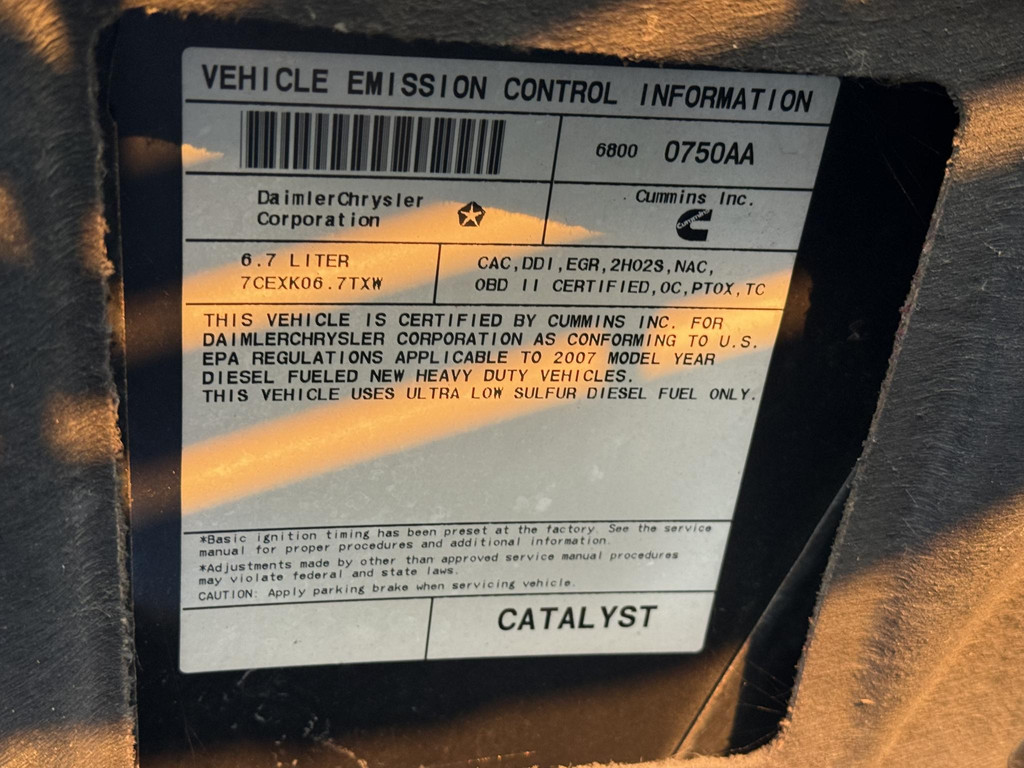 VEHICLE EMISSION CONTROL INFORMATION
6800 0750AA
DaimlerChrysler
Corporation
Cummins Inc.
Cummins
6.7 LITER
7CEXK06.7TXW
CAC,DDI,EGR,2HO2S,NAC,
OBD II CERTIFIED,OC,PTOX,TC
THIS VEHICLE IS CERTIFIED BY CUMMINS INC. FOR
DAIMLERCHRYSLER CORPORATION AS CONFORMING TO U.S.
EPA REGULATIONS APPLICABLE TO 2007 MODEL YEAR
DIESEL FUELED NEW HEAVY DUTY VEHICLES.
THIS VEHICLE USES ULTRA LOW SULFUR DIESEL FUEL ONLY.
*Basic ignition timing has been preset at the factory. See the service
manual for proper procedures and additional information.
*Adjustments made by other than approved service manual procedures
may violate federal and state laws.
CAUTION: Apply parking brake when servicing vehicle.
CATALYST